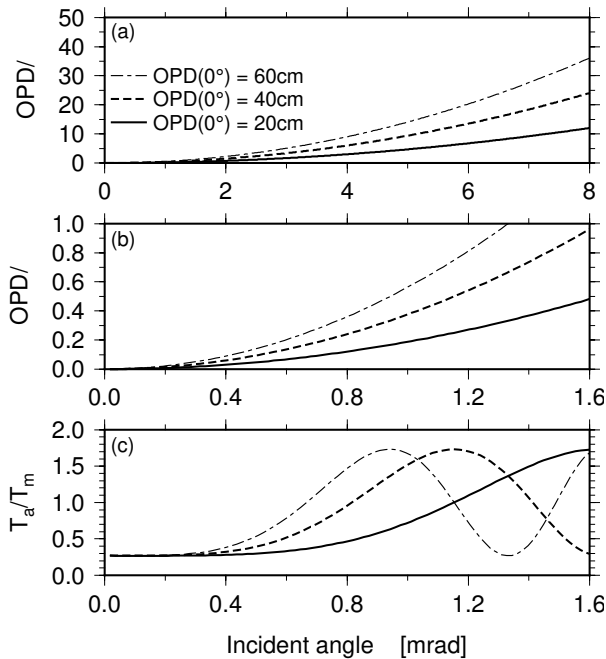 50
40
30
20
10
0
OPD/
(a)
OPD(0°) = 60cm
OPD(0°) = 40cm
OPD(0°) = 20cm
0 2 4 6 8
1.0
0.8
0.6
0.4
0.2
0.0
OPD/
(b)
0.0 0.4 0.8 1.2 1.6
2.0
1.5
1.0
0.5
0.0
Ta/Tm
(c)
0.0 0.4 0.8 1.2 1.6
Incident angle [mrad]